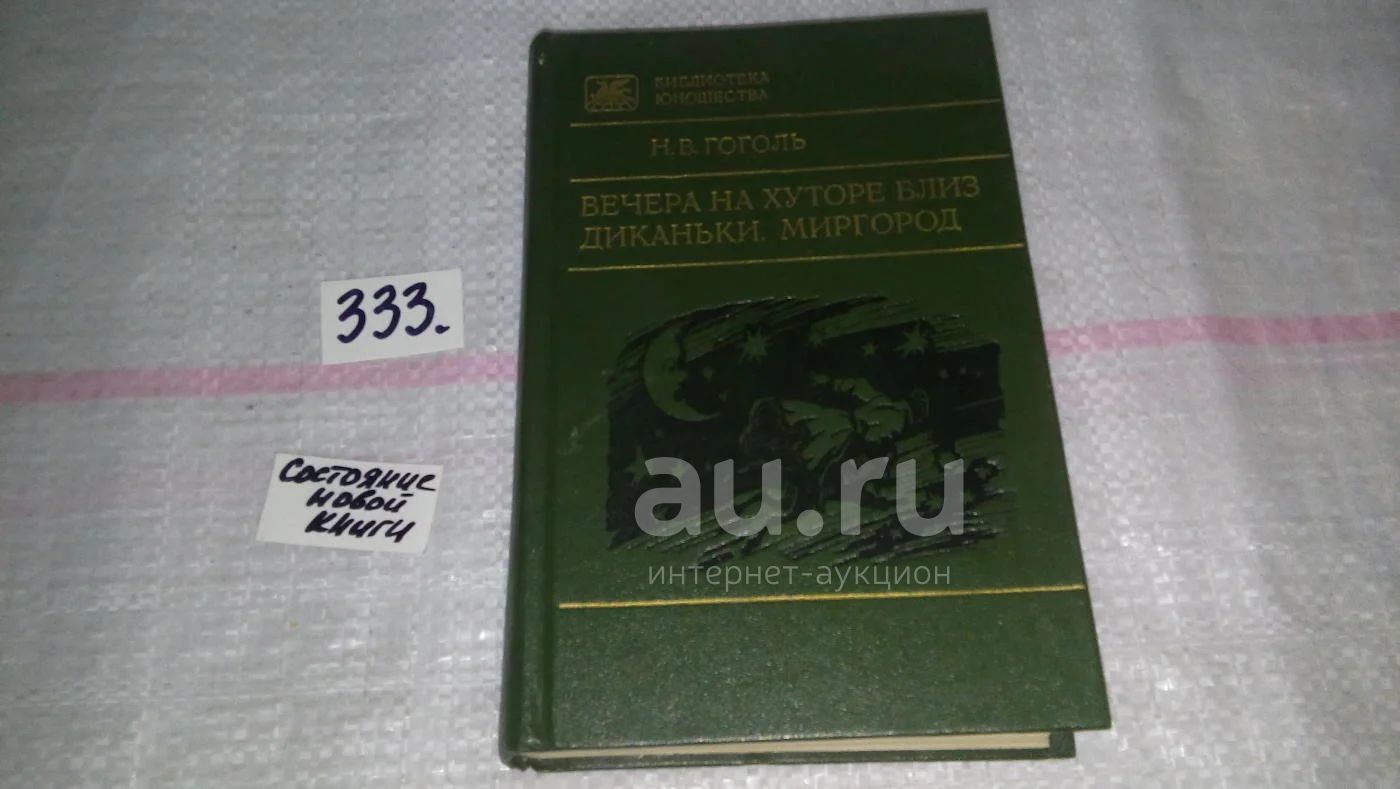 БИБЛИОТЕКА
ЮНОШЕСТВА
Н. В. ГОГОЛЬ
ВЕЧЕРА НА ХУТОРЕ БЛИЗ
ДИКАНЬКИ. МИРГОРОД
333.
Состояние
новой
книги
au.ru
интернет-аукцион